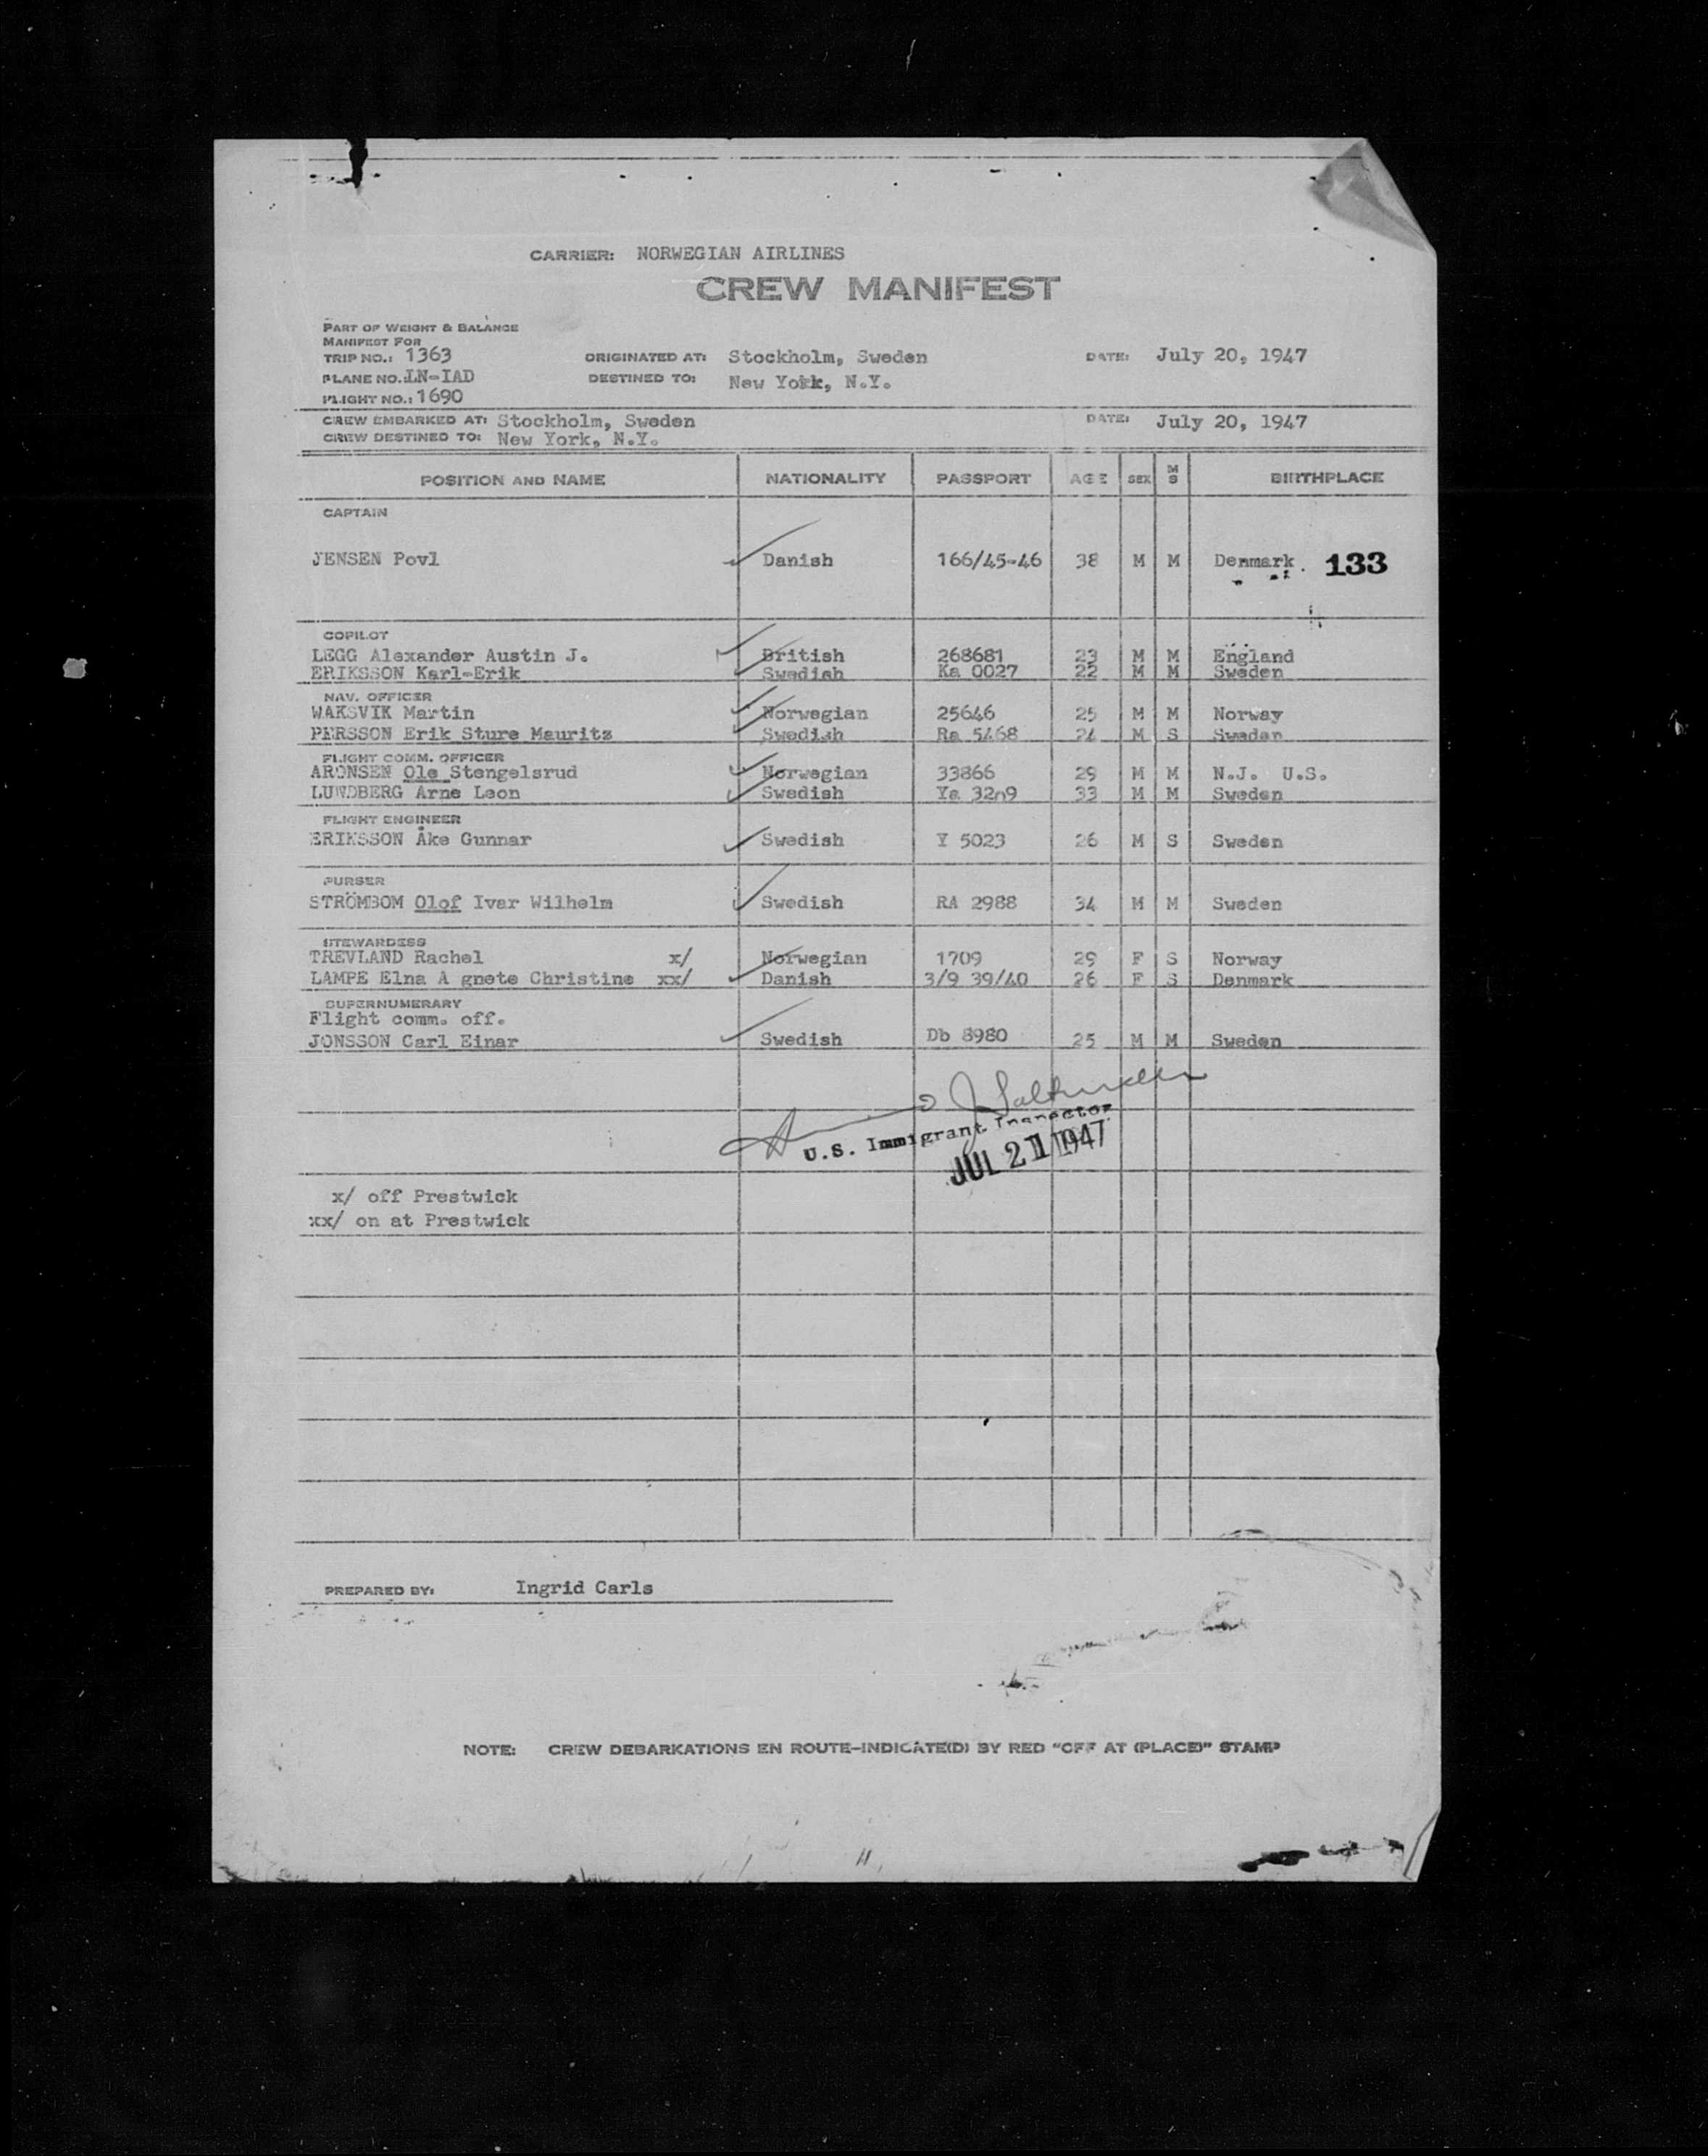 CARRIER: NORWEGIAN AIRLINES
CREW MANIFEST
PART OF WEIGHT & BALANCE
MANIFEST FOR
TRIP NO.: 1363 ORIGINATED AT: Stockholm, Sweden DATE: July 20, 1947
PLANE NO.: LN-IAD DESTINED TO: New York, N.Y.
FLIGHT NO.: 1690
CREW EMBARKED AT: Stockholm, Sweden DATE: July 20, 1947
CREW DESTINED TO: New York, N.Y.
POSITION AND NAME NATIONALITY PASSPORT AGE SEX M S BIRTHPLACE
CAPTAIN
JENSEN Povl Danish 166/45-46 38 M M Denmark. 133
COPILOT
LEGG Alexander Austin J. British 268681 23 M M England
ERIKSSON Karl-Erik Swedish Ka 0027 22 M M Sweden
NAV. OFFICER
WAKSVIK Martin Norwegian 25646 25 M M Norway
PERSSON Erik Sture Mauritz Swedish Ra 5468 24 M S Sweden
FLIGHT COMM. OFFICER
ARONSEN Ole Stengelsrud Norwegian 33866 29 M M N.J. U.S.
LUNDBERG Arne Leon Swedish Ya 3209 33 M M Sweden
FLIGHT ENGINEER
ERIKSSON Åke Gunnar Swedish Y 5023 26 M S Sweden
PURSER
STRÖMBOM Olof Ivar Wilhelm Swedish RA 2988 34 M M Sweden
STEWARDESS
TREVLAND Rachel x/ Norwegian 1709 29 F S Norway
LAMPE Elna A gnete Christine xx/ Danish 3/9 39/40 26 F S Denmark
SUPERNUMERARY
Flight comm. off.
JONSSON Carl Einar Swedish Db 8980 25 M M Sweden
U.S. Immigrant Inspector
JUL 21 1947
x/ off Prestwick
xx/ on at Prestwick
PREPARED BY: Ingrid Carls
NOTE: CREW DEBARKATIONS EN ROUTE-INDICATE(D) BY RED "OFF AT (PLACE)" STAMP